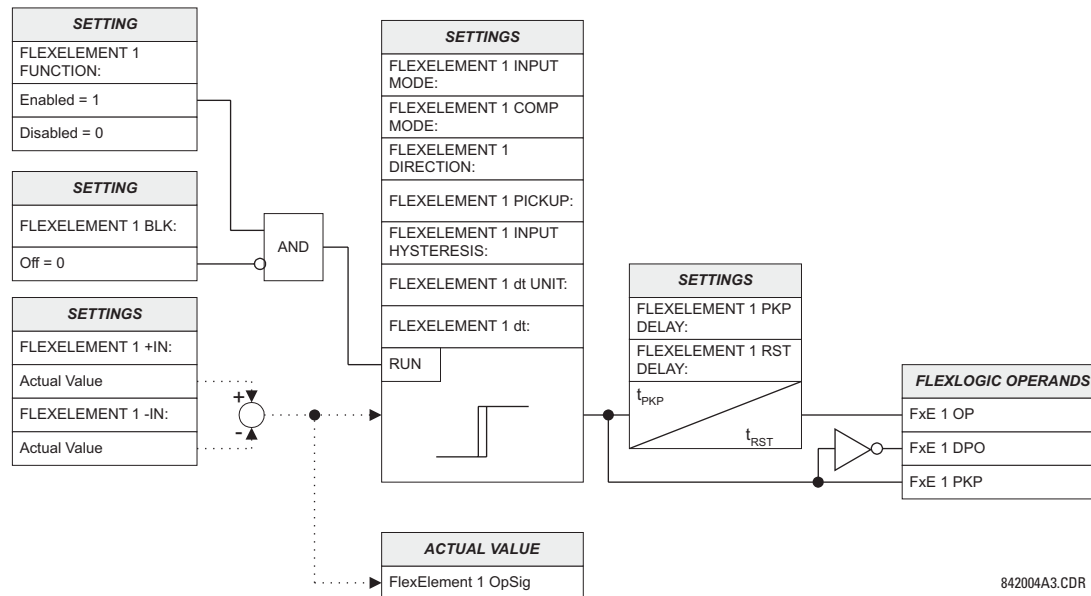 SETTING
FLEXELEMENT 1
FUNCTION:
Enabled = 1
Disabled = 0
SETTING
FLEXELEMENT 1 BLK:
Off = 0
AND
SETTINGS
FLEXELEMENT 1 +IN:
Actual Value
FLEXELEMENT 1 -IN:
Actual Value
+
-
SETTINGS
FLEXELEMENT 1 INPUT
MODE:
FLEXELEMENT 1 COMP
MODE:
FLEXELEMENT 1
DIRECTION:
FLEXELEMENT 1 PICKUP:
FLEXELEMENT 1 INPUT
HYSTERESIS:
FLEXELEMENT 1 dt UNIT:
FLEXELEMENT 1 dt:
RUN
ACTUAL VALUE
FlexElement 1 OpSig
SETTINGS
FLEXELEMENT 1 PKP
DELAY:
FLEXELEMENT 1 RST
DELAY:
tPKP
tRST
FLEXLOGIC OPERANDS
FxE 1 OP
FxE 1 DPO
FxE 1 PKP
842004A3.CDR